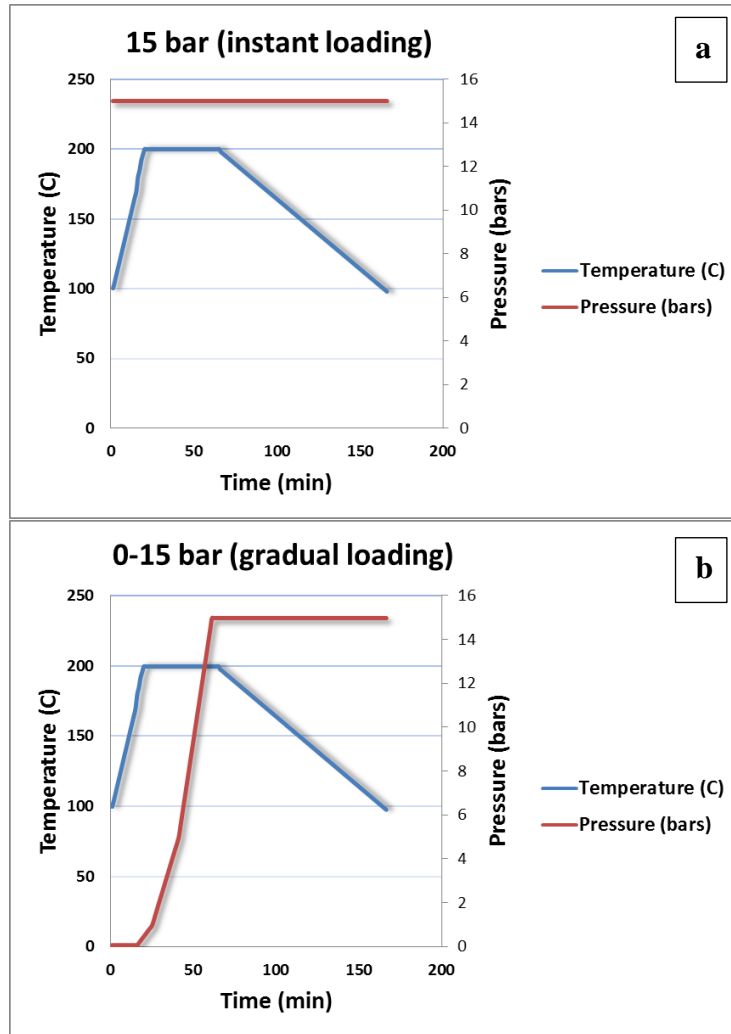 15 bar (instant loading)
a
250
200
150
100
50
0
Temperature (C)
16
14
12
10
8
6
4
2
0
Pressure (bars)
0 50 100 150 200
Time (min)
Temperature (C)
Pressure (bars)
0-15 bar (gradual loading)
b
250
200
150
100
50
0
Temperature (C)
16
14
12
10
8
6
4
2
0
Pressure (bars)
0 50 100 150 200
Time (min)
Temperature (C)
Pressure (bars)